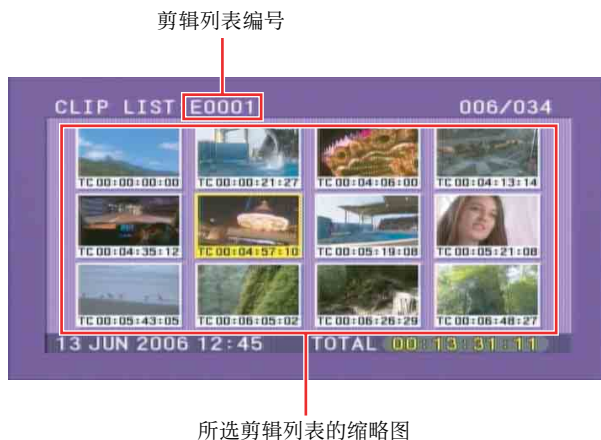 剪辑列表编号
CLIP LIST E0001 006/034
TC 00:00:00:00 TC 00:00:21:27 TC 00:04:06:00 TC 00:04:13:14
TC 00:04:35:12 TC 00:04:57:10 TC 00:05:19:08 TC 00:05:21:08
TC 00:05:43:05 TC 00:06:05:02 TC 00:06:26:29 TC 00:06:48:27
13 JUN 2006 12:45 TOTAL 00:13:31:11
所选剪辑列表的缩略图